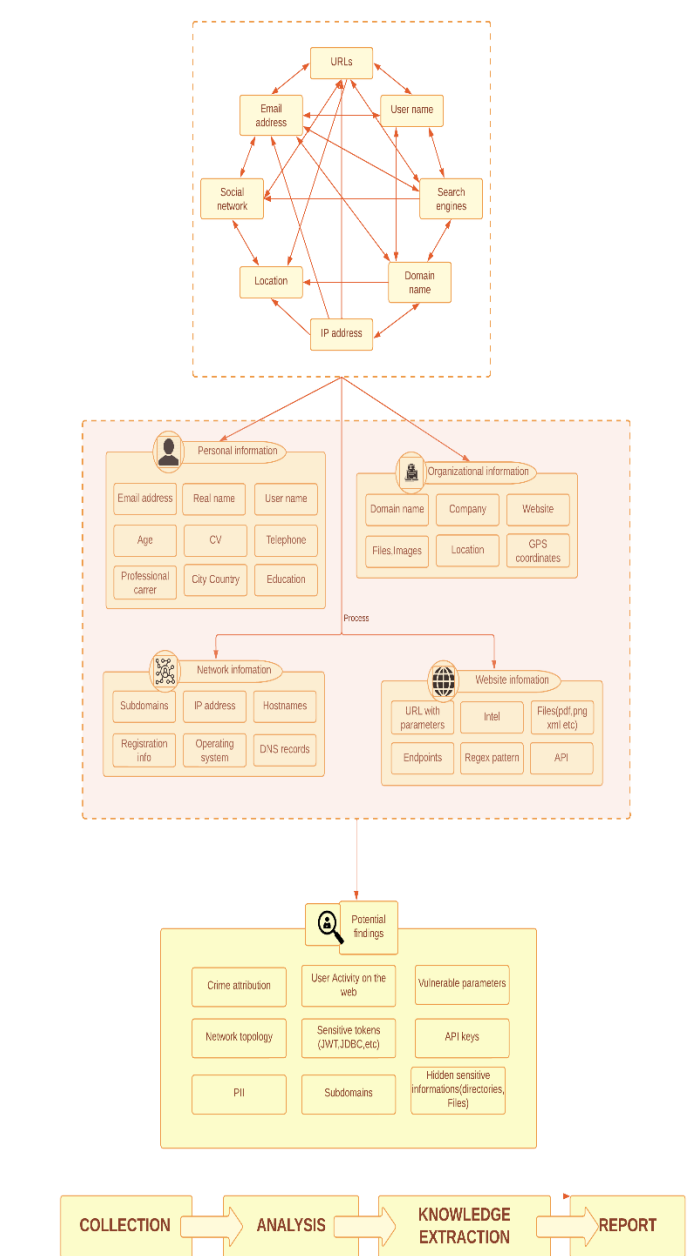 URLs
Email
address
User name
Social
network
Search
engines
Location
Domain
name
IP address
Personal information
Email address
Real name
User name
Age
CV
Telephone
Professional
carrer
City Country
Education
Organizational information
Domain name
Company
Website
Files.Images
Location
GPS
coordinates
Process
Network infomation
Subdomains
IP address
Hostnames
Registration
info
Operating
system
DNS records
Website infomation
URL with
parameters
Intel
Files(pdf,png
xml etc)
Endpoints
Regex pattern
API
Potential
findings
Crime attribution
User Activity on the
web
Vulnerable parameters
Network topology
Sensitive tokens
(JWT,JDBC,etc)
API keys
PII
Subdomains
Hidden sensitive
informations(directories,
Files)
COLLECTION
ANALYSIS
KNOWLEDGE
EXTRACTION
REPORT